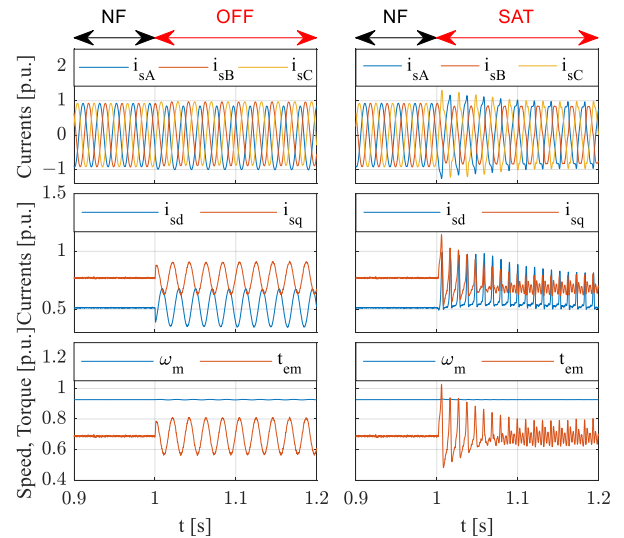 NF OFF NF SAT
i_sA i_sB i_sC
i_sA i_sB i_sC
Currents [p.u.]
2
1
0
−1
i_sd i_sq
i_sd i_sq
Currents [p.u.]
1.5
1
0.5
ω_m t_em
ω_m t_em
Speed, Torque [p.u.]
1.2
1
0.8
0.6
0.4
0.9 1 1.1 1.2
0.9 1 1.1 1.2
t [s] t [s]